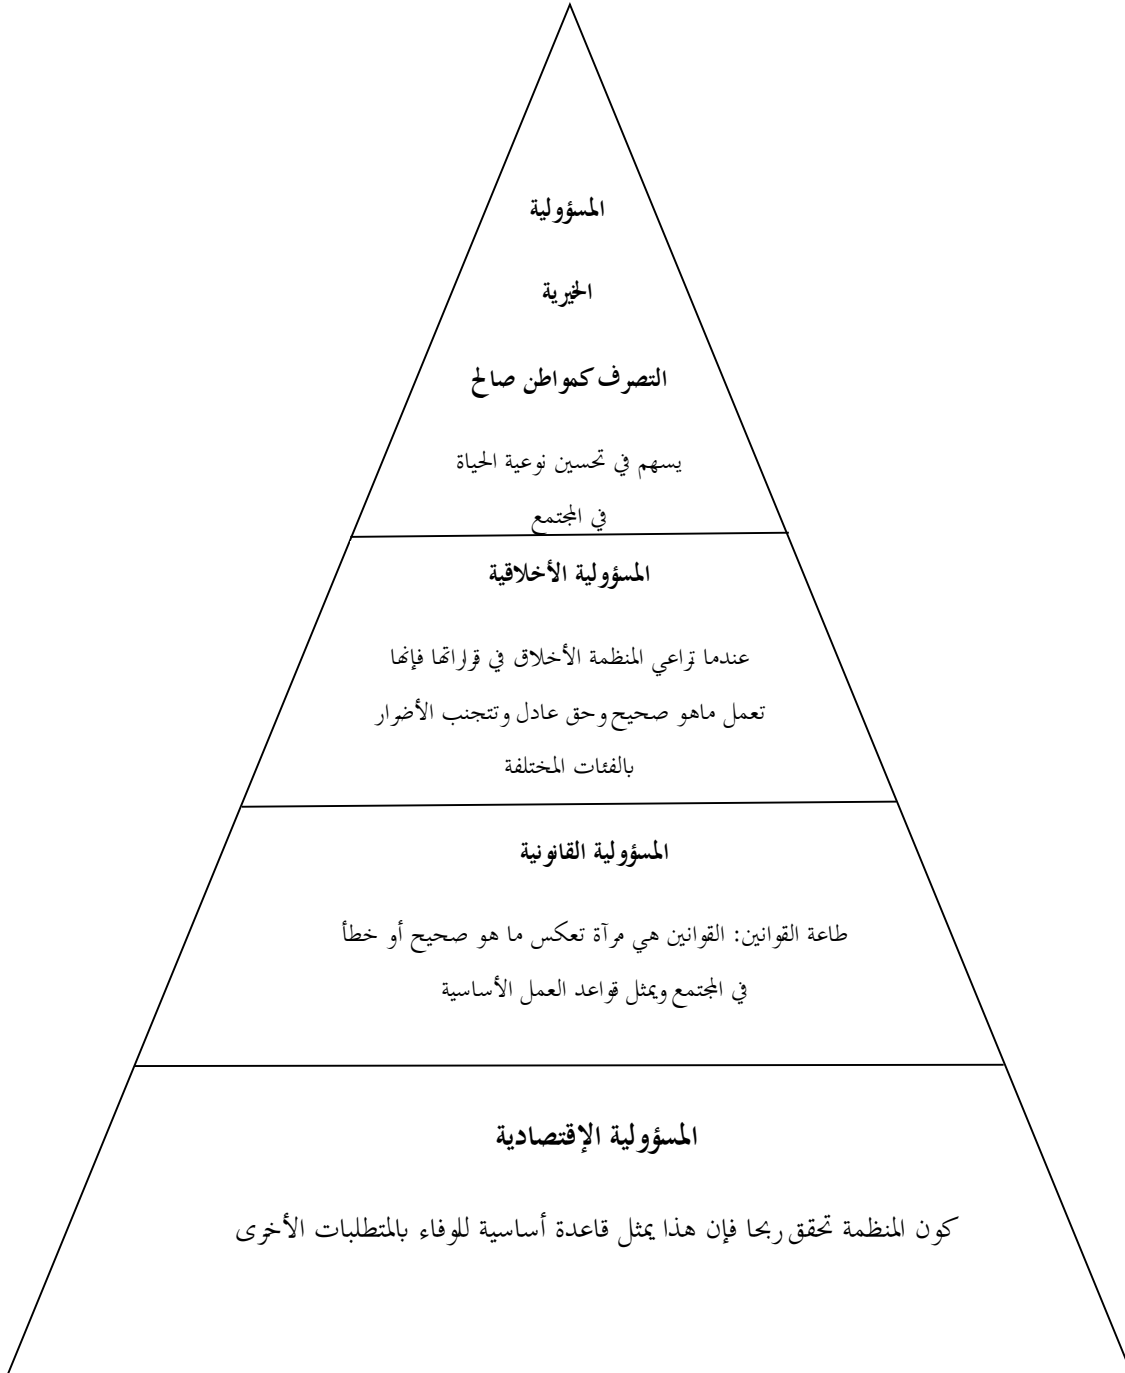 المسؤولية
الخيرية
التصرف كمواطن صالح
يسهم في تحسين نوعية الحياة
في المجتمع
المسؤولية الأخلاقية
عندما تراعي المنظمة الأخلاق في قراراتها فإنها
تعمل ماهو صحيح وحق عادل وتتجنب الأضرار
بالفئات المختلفة
المسؤولية القانونية
طاعة القوانين: القوانين هي مرآة تعكس ما هو صحيح أو خطأ
في المجتمع ويمثل قواعد العمل الأساسية
المسؤولية الإقتصادية
كون المنظمة تحقق ربحا فإن هذا يمثل قاعدة أساسية للوفاء بالمتطلبات الأخرى